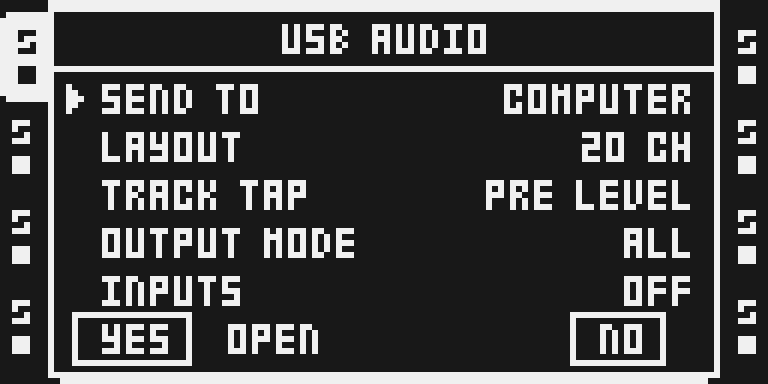 USB AUDIO
SEND TO COMPUTER
LAYOUT 20 CH
TRACK TAP PRE LEVEL
OUTPUT MODE ALL
INPUTS OFF
YES OPEN NO